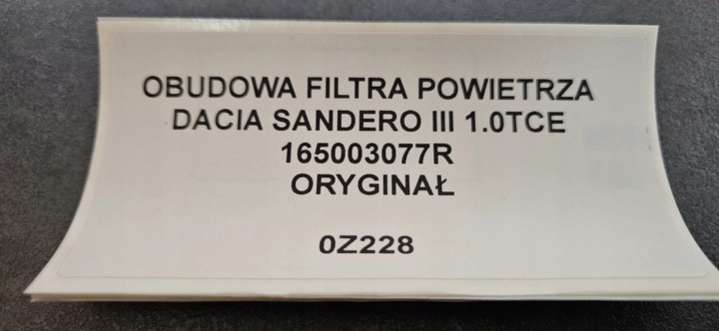 OBUDOWA FILTRA POWIETRZA
DACIA SANDERO III 1.0TCE
165003077R
ORYGINAŁ
0Z228